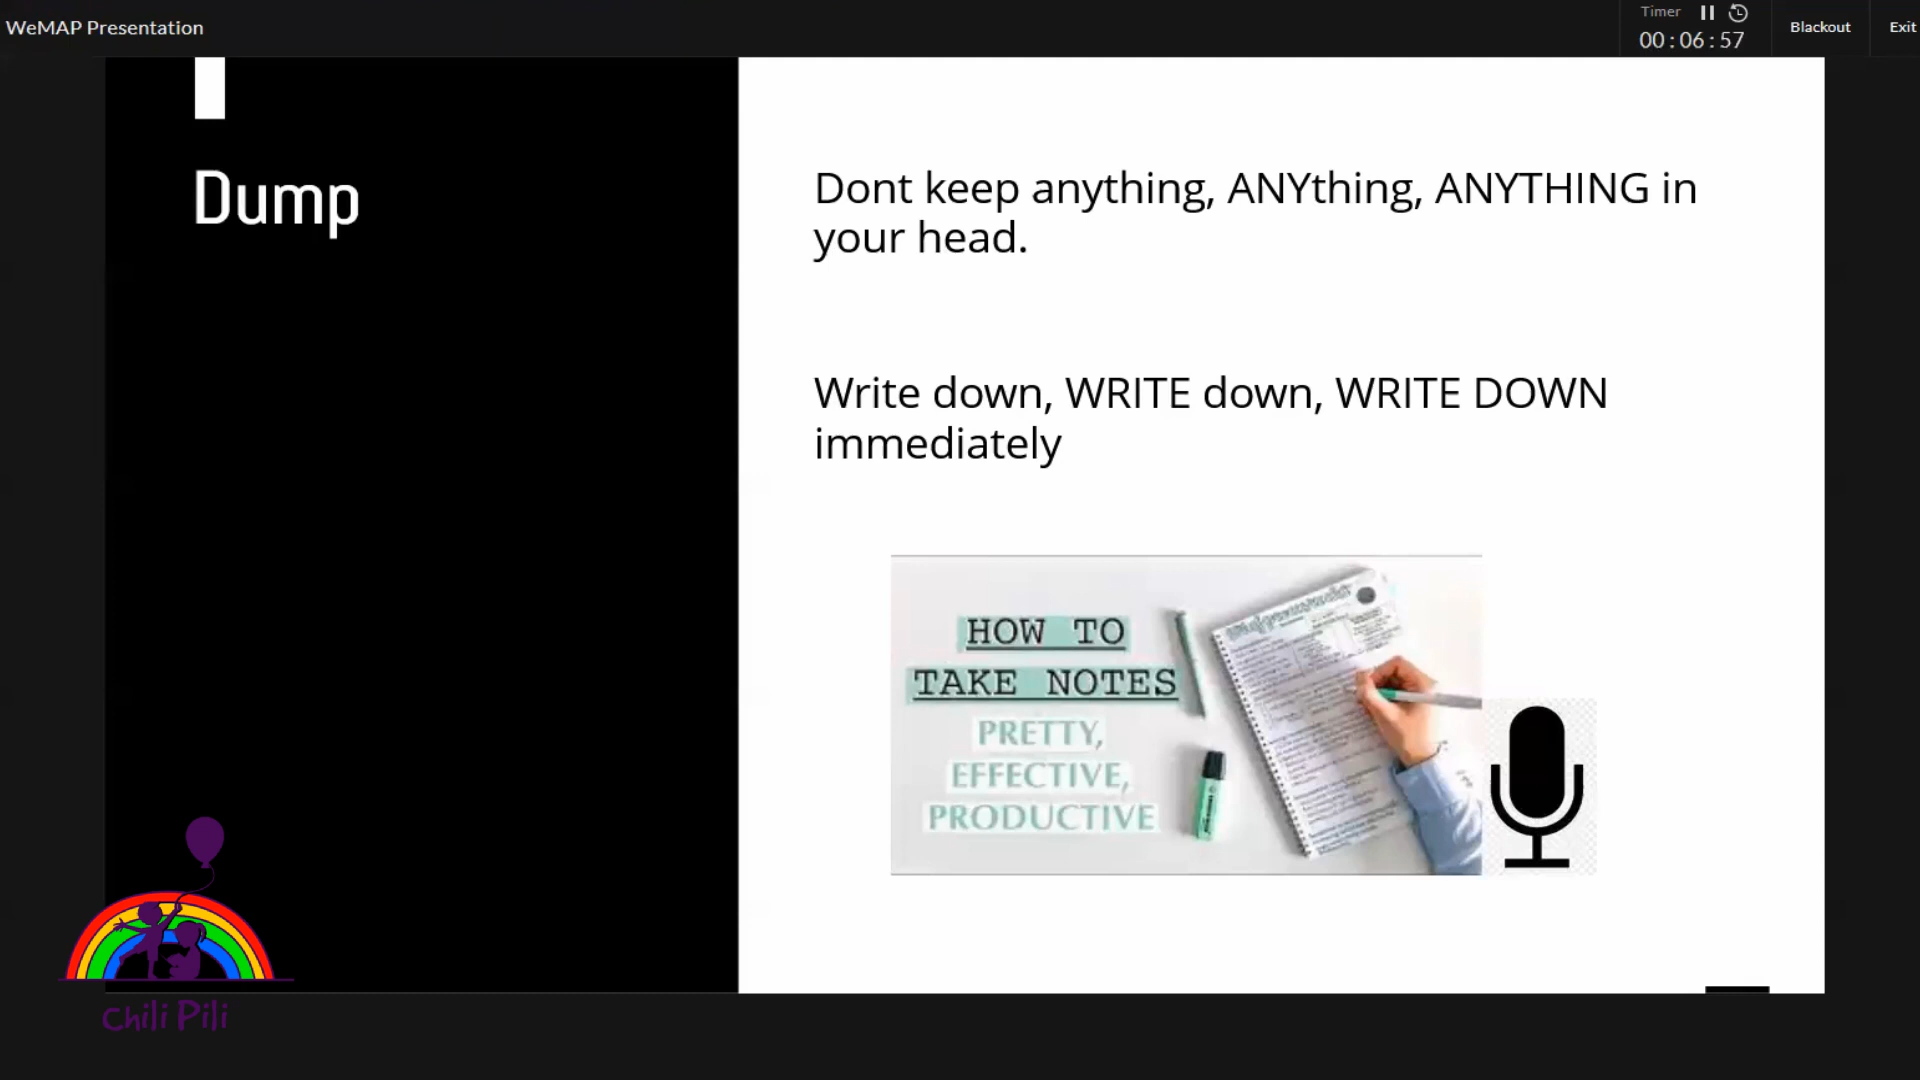 WeMAP Presentation
Timer
00:06:57
Blackout
Exit
Dump
Dont keep anything, ANYthing, ANYTHING in
your head.
Write down, WRITE down, WRITE DOWN
immediately
HOW TO
TAKE NOTES
PRETTY,
EFFECTIVE,
PRODUCTIVE
Chili Pili